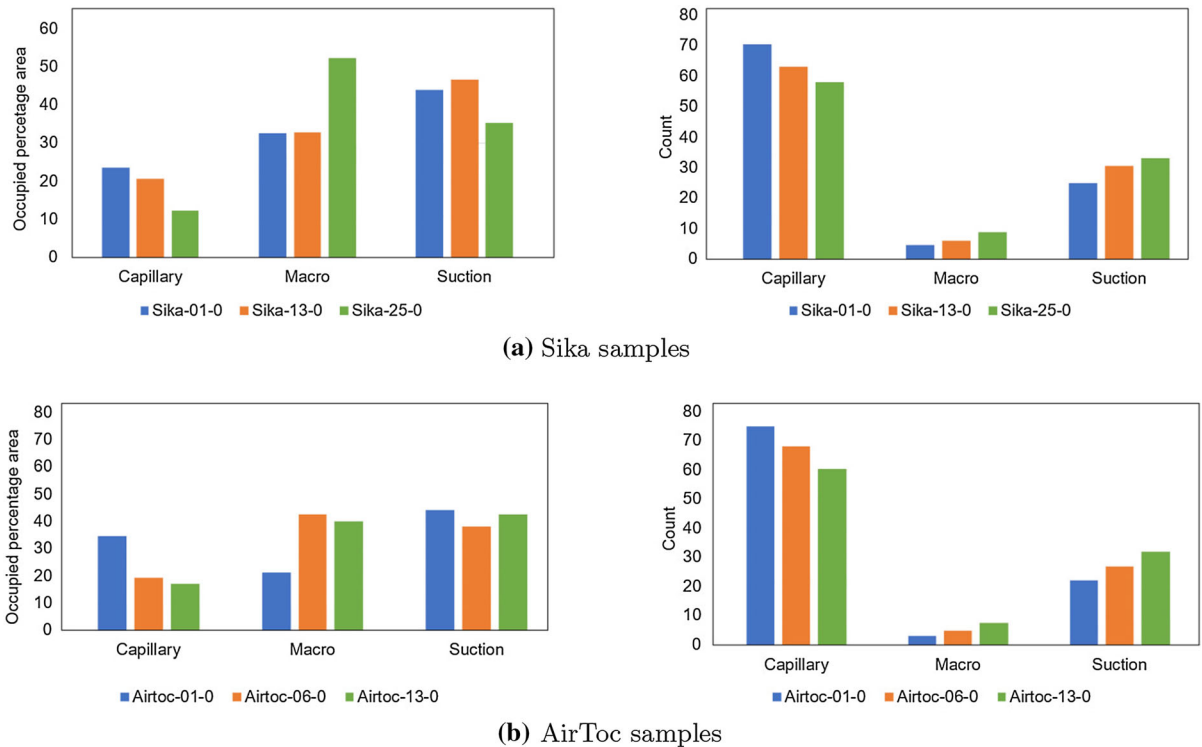 Occupied percetage area
60
50
40
30
20
10
0
Capillary Macro Suction
Sika-01-0 Sika-13-0 Sika-25-0
Count
80
70
60
50
40
30
20
10
0
Capillary Macro Suction
Sika-01-0 Sika-13-0 Sika-25-0
(a) Sika samples
Occupied percentage area
80
70
60
50
40
30
20
10
0
Capillary Macro Suction
Airtoc-01-0 Airtoc-06-0 Airtoc-13-0
Count
80
70
60
50
40
30
20
10
0
Capillary Macro Suction
Airtoc-01-0 Airtoc-06-0 Airtoc-13-0
(b) AirToc samples